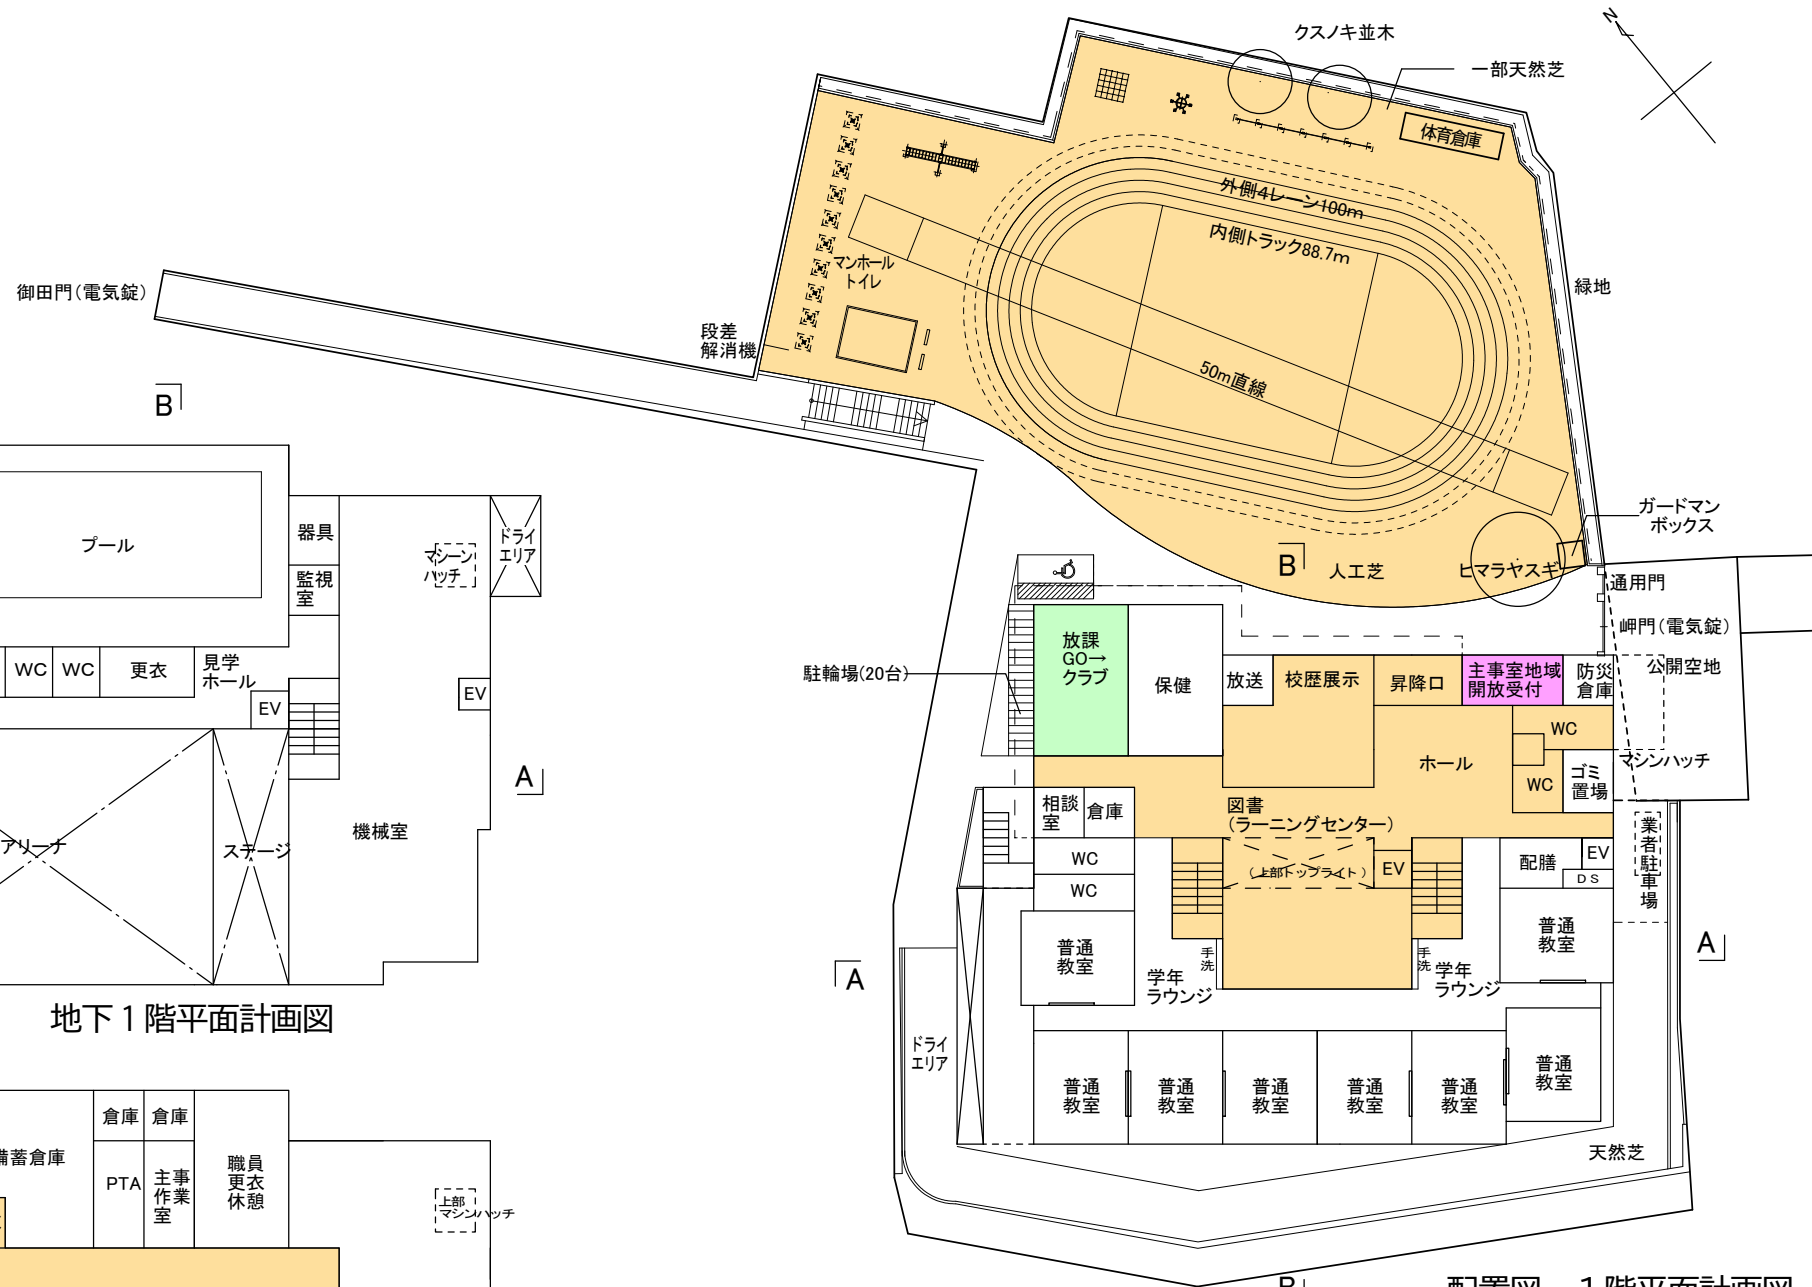 クスノキ並木
一部天然芝
N
体育倉庫
外側4レーン100m
内側トラック88.7m
マンホール
トイレ
御田門(電気錠)
緑地
段差
解消機
50m直線
B
ガードマン
ボックス
B
人工芝
ヒマラヤスギ
通用門
岬門(電気錠)
公開空地
プール
器具
監視
室
マシーン
ハッチ
ドライ
エリア
WC
WC
更衣
見学
ホール
EV
EV
A
アリーナ
ステージ
機械室
地下1階平面計画図
駐輪場(20台)
放課
GO→
クラブ
保健
放送
校歴展示
昇降口
主事室地域
開放受付
防災
倉庫
WC
ホール
マシンハッチ
WC
ゴミ
置場
相談
室
倉庫
図書
(ラーニングセンター)
WC
WC
(上部トップライト)
EV
配膳
EV
DS
業者駐車場
普通
教室
手洗
学年
ラウンジ
手洗
学年
ラウンジ
普通
教室
A
A
ドライ
エリア
普通
教室
普通
教室
普通
教室
普通
教室
普通
教室
普通
教室
天然芝
倉庫
倉庫
備蓄倉庫
PTA
主事
作業
室
職員
更衣
休憩
上部
マシンハッチ
B
配置図 1階平面計画図